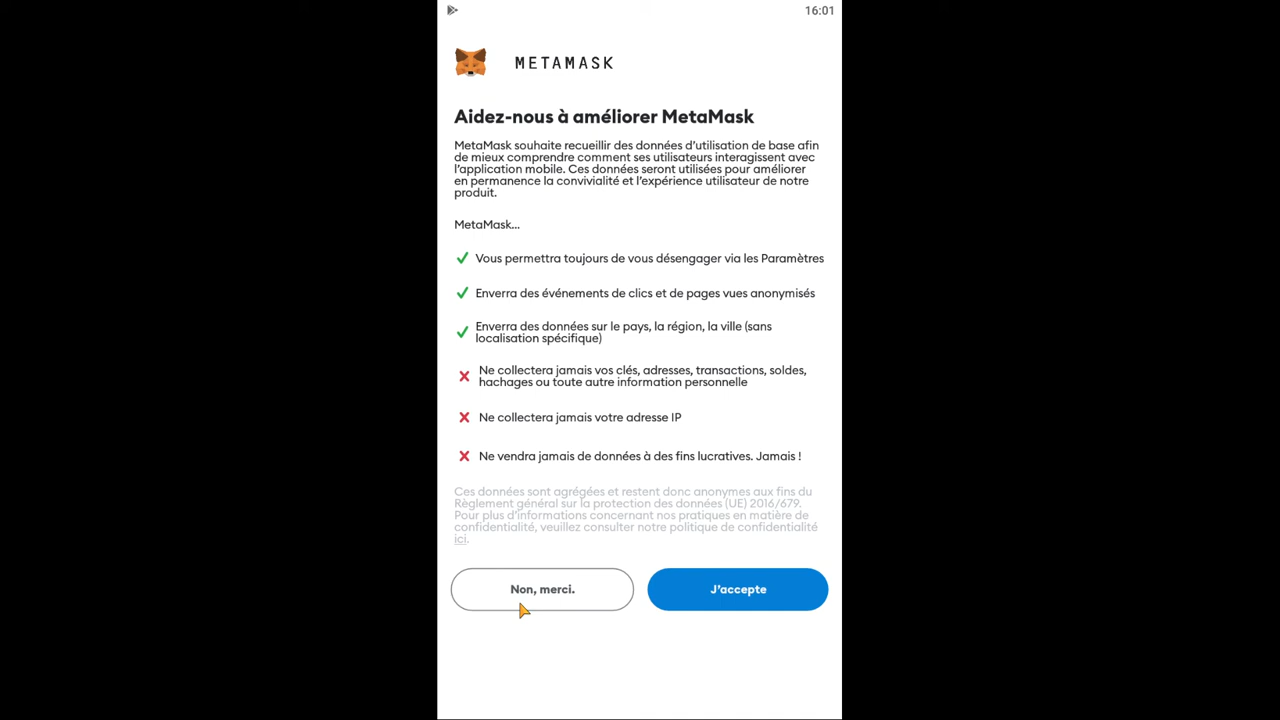 16:01
METAMASK
Aidez-nous à améliorer MetaMask
MetaMask souhaite recueillir des données d’utilisation de base afin
de mieux comprendre comment ses utilisateurs interagissent avec
l’application mobile. Ces données seront utilisées pour améliorer
en permanence la convivialité et l’expérience utilisateur de notre
produit.
MetaMask...
Vous permettra toujours de vous désengager via les Paramètres
Enverra des événements de clics et de pages vues anonymisés
Enverra des données sur le pays, la région, la ville (sans
localisation spécifique)
Ne collectera jamais vos clés, adresses, transactions, soldes,
hachages ou toute autre information personnelle
Ne collectera jamais votre adresse IP
Ne vendra jamais de données à des fins lucratives. Jamais !
Ces données sont agrégées et restent donc anonymes aux fins du
Règlement général sur la protection des données (UE) 2016/679.
Pour plus d’informations concernant nos pratiques en matière de
confidentialité, veuillez consulter notre politique de confidentialité
ici.
Non, merci.
J’accepte